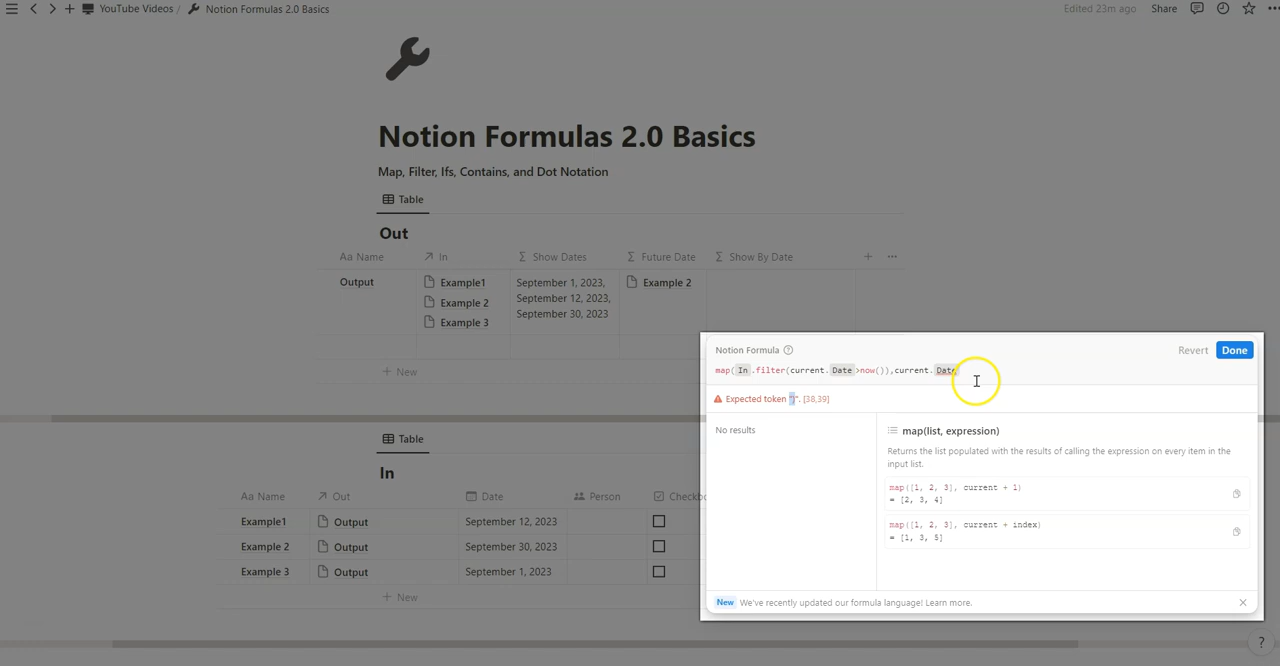 YouTube Videos / Notion Formulas 2.0 Basics
Edited 23m ago Share
Notion Formulas 2.0 Basics
Map, Filter, Ifs, Contains, and Dot Notation
Table
Out
Aa Name In Σ Show Dates Σ Future Date Σ Show By Date + ...
Output Example1 September 1, 2023, Example 2
Example 2 September 12, 2023,
Example 3 September 30, 2023
+ New
Notion Formula ? Revert Done
map( In .filter(current. Date >now()),current. Date
Expected token ")". [38,39]
No results
map(list, expression)
Returns the list populated with the results of calling the expression on every item in the
input list.
map([1, 2, 3], current + 1)
= [2, 3, 4]
map([1, 2, 3], current + index)
= [1, 3, 5]
New We've recently updated our formula language! Learn more.
Table
In
Aa Name Out Date Person Checkbo
Example1 Output September 12, 2023
Example 2 Output September 30, 2023
Example 3 Output September 1, 2023
+ New
?